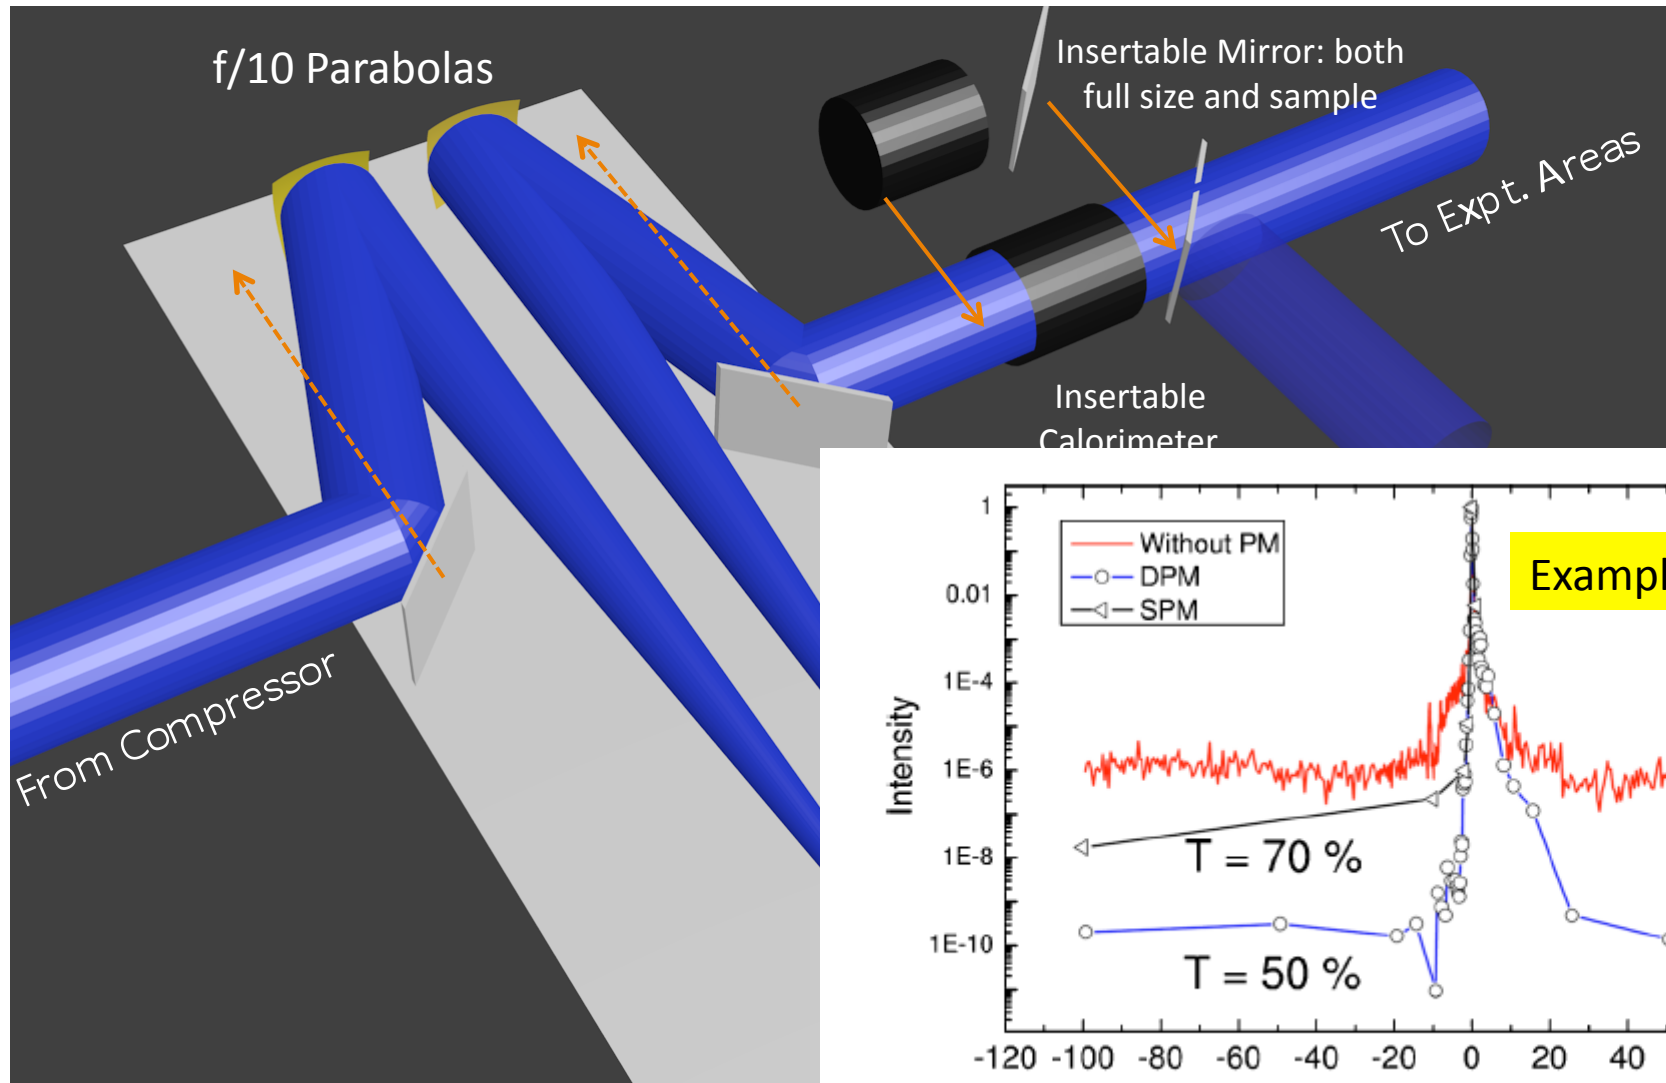 f/10 Parabolas
Insertable Mirror: both
full size and sample
To Expt. Areas
From Compressor
Insertable
Calorimeter
Without PM
DPM
SPM
1
0.01
1E-4
1E-6
1E-8
1E-10
Intensity
T = 70 %
T = 50 %
-120 -100 -80 -60 -40 -20 0 20 40